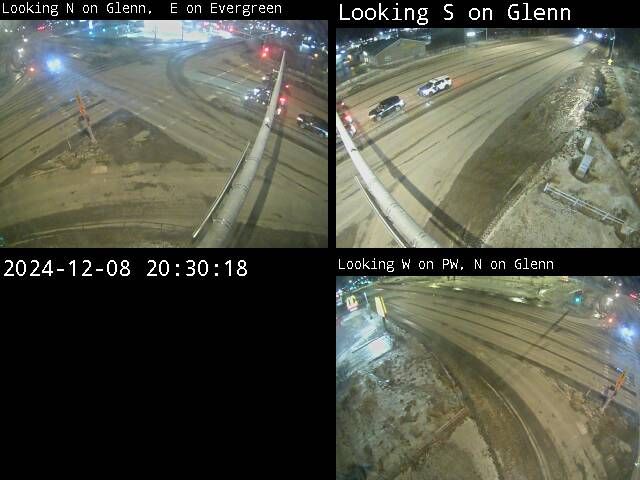 Looking N on Glenn,  E on Evergreen
Looking S on Glenn
2024-12-08 20:30:18
Looking W on PW, N on Glenn